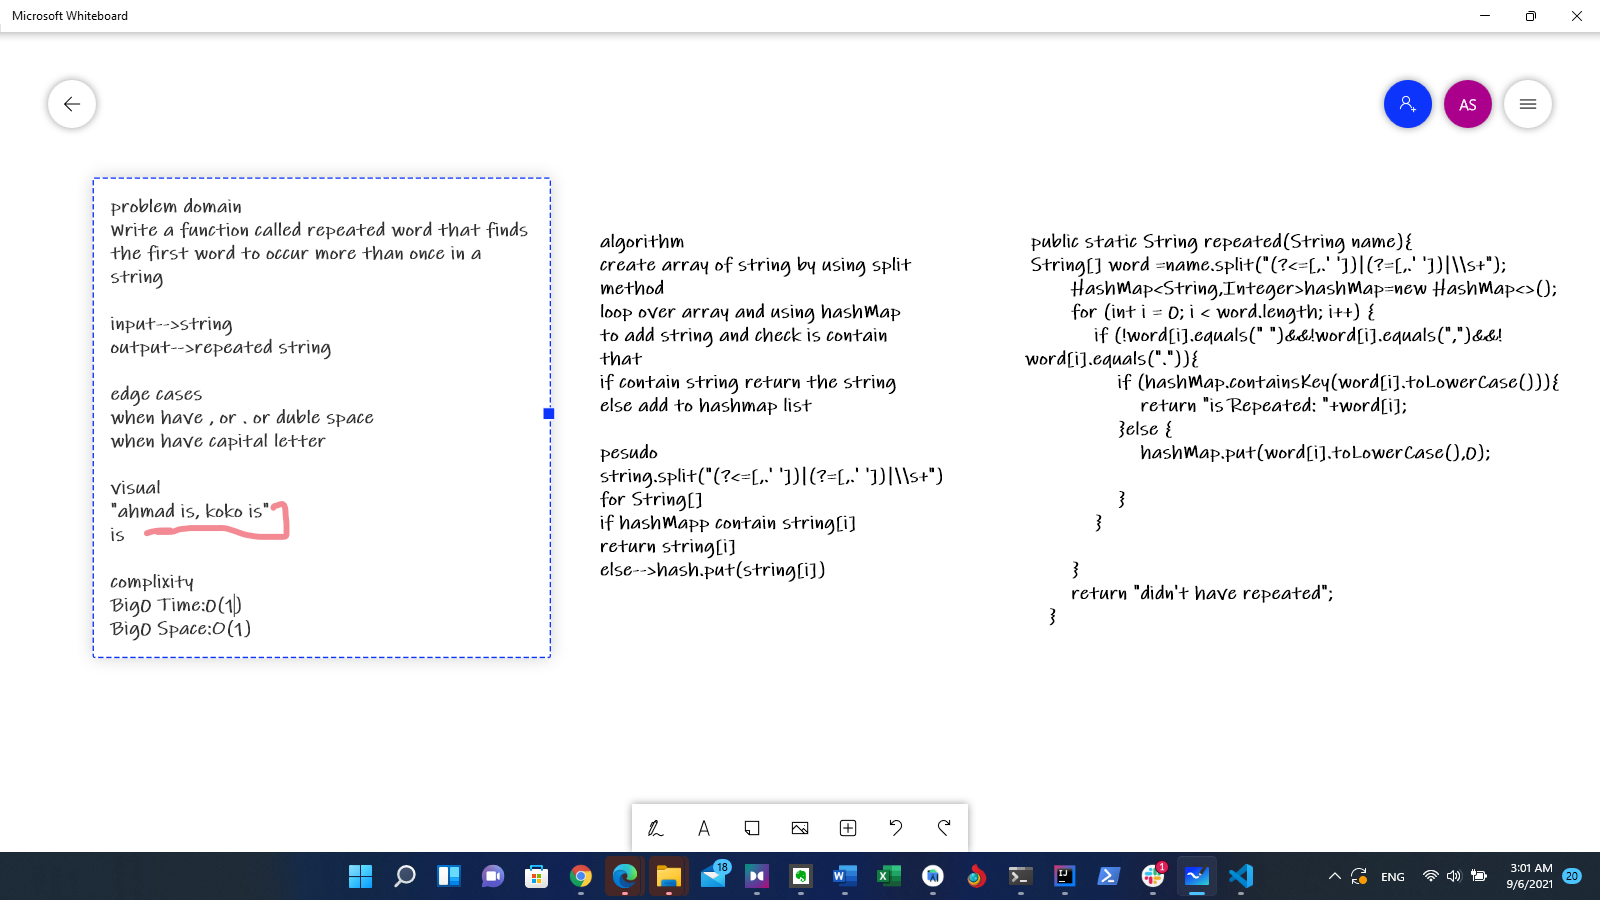 Microsoft Whiteboard
AS
problem domain
Write a function called repeated word that finds
the first word to occur more than once in a
string
input-->string
output-->repeated string
edge cases
when have , or . or duble space
when have capital letter
visual
"ahmad is, koko is"
is
complixity
BigO Time:O(1)
BigO Space:O(1)
algorithm
create array of string by using split
method
loop over array and using hashMap
to add string and check is contain
that
if contain string return the string
else add to hashmap list
pesudo
string.split("(?<=[,.' '])|(?=[,.' '])|\\s+")
for String[]
if hashMapp contain string[i]
return string[i]
else-->hash.put(string[i])
public static String repeated(String name){
String[] word =name.split("(?<=[,.' '])|(?=[,.' '])|\\s+");
HashMap<String,Integer>hashMap=new HashMap<>();
for (int i = 0; i < word.length; i++) {
if (!word[i].equals(" ")&&!word[i].equals(",")&&!
word[i].equals(".")){
if (hashMap.containsKey(word[i].toLowerCase())){
return "is Repeated: "+word[i];
}else {
hashMap.put(word[i].toLowerCase(),0);
}
}
}
return "didn't have repeated";
}
18
1
ENG
3:01 AM
9/6/2021
20